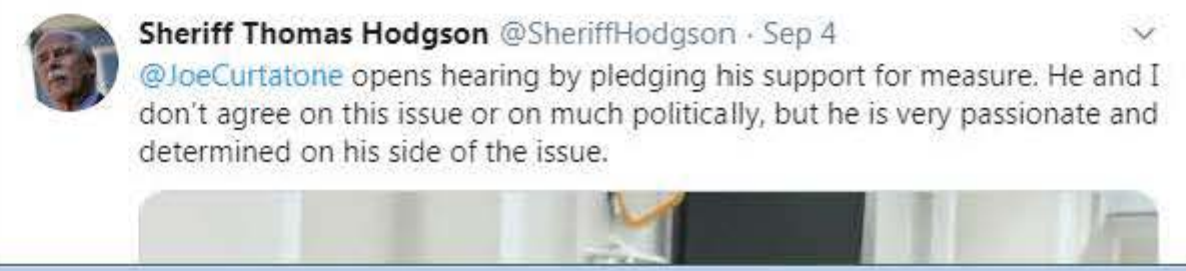 Sheriff Thomas Hodgson @SheriffHodgson · Sep 4
@JoeCurtatone opens hearing by pledging his support for measure. He and I
don't agree on this issue or on much politically, but he is very passionate and
determined on his side of the issue.